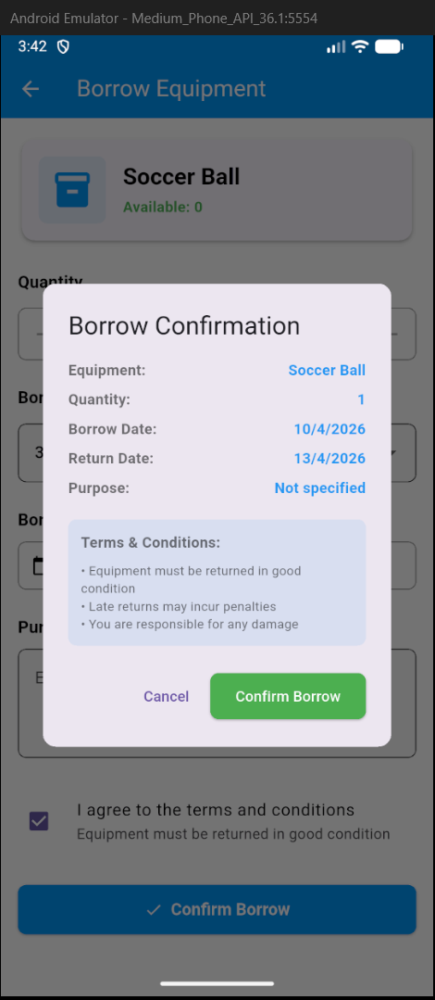 Android Emulator - Medium_Phone_API_36.1:5554
3:42
Borrow Equipment
Soccer Ball
Available: 0
Quantity
Borrow Confirmation
Equipment: Soccer Ball
Quantity: 1
Bor
Borrow Date: 10/4/2026
3
Return Date: 13/4/2026
Purpose: Not specified
Bor
Terms & Conditions:
• Equipment must be returned in good
condition
• Late returns may incur penalties
• You are responsible for any damage
Pur
E
Cancel Confirm Borrow
I agree to the terms and conditions
Equipment must be returned in good condition
Confirm Borrow